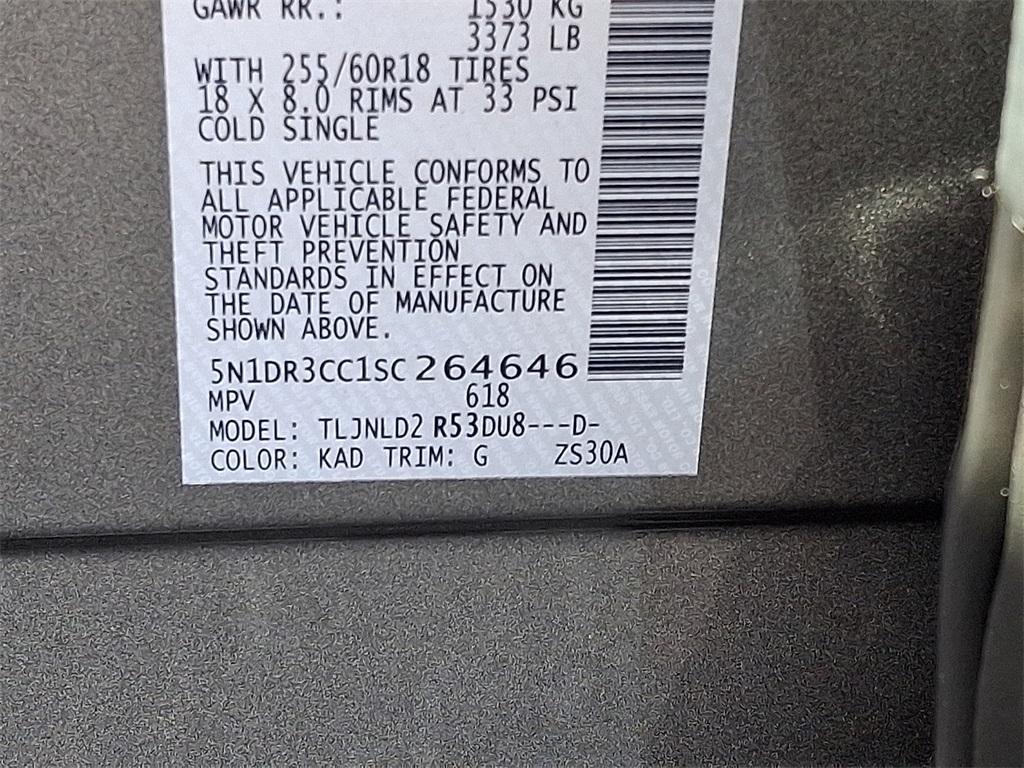 GAWR RR.: 1530 KG
3373 LB
WITH 255/60R18 TIRES
18 X 8.0 RIMS AT 33 PSI
COLD SINGLE
THIS VEHICLE CONFORMS TO
ALL APPLICABLE FEDERAL
MOTOR VEHICLE SAFETY AND
THEFT PREVENTION
STANDARDS IN EFFECT ON
THE DATE OF MANUFACTURE
SHOWN ABOVE.
5N1DR3CC1SC264646
MPV 618
MODEL: TLJNLD2 R53DU8---D-
COLOR: KAD TRIM: G ZS30A